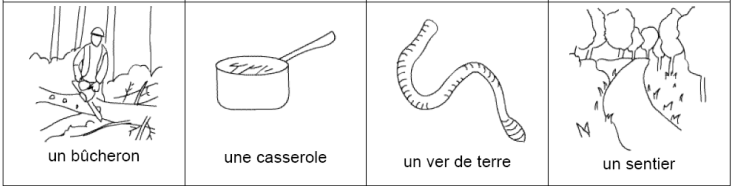 un bûcheron
une casserole
un ver de terre
un sentier